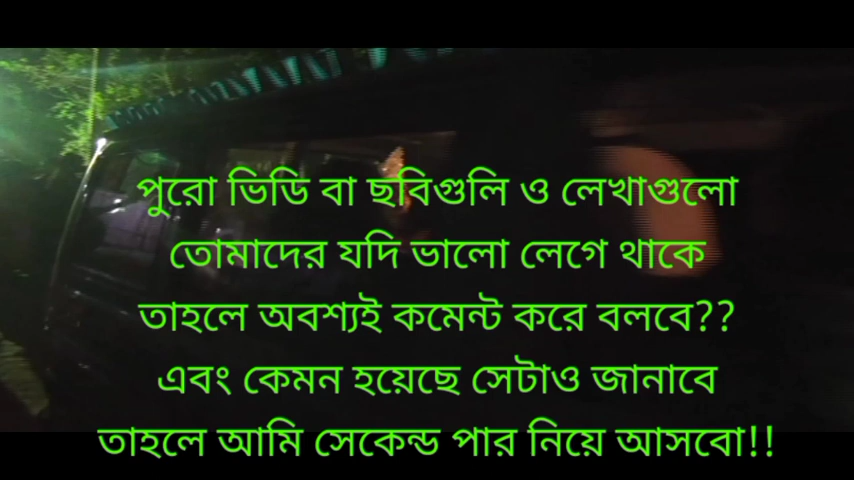 পুরো ভিডি বা ছবিগুলি ও লেখাগুলো
তোমাদের যদি ভালো লেগে থাকে
তাহলে অবশ্যই কমেন্ট করে বলবে??
এবং কেমন হয়েছে সেটাও জানাবে
তাহলে আমি সেকেন্ড পার নিয়ে আসবো!!